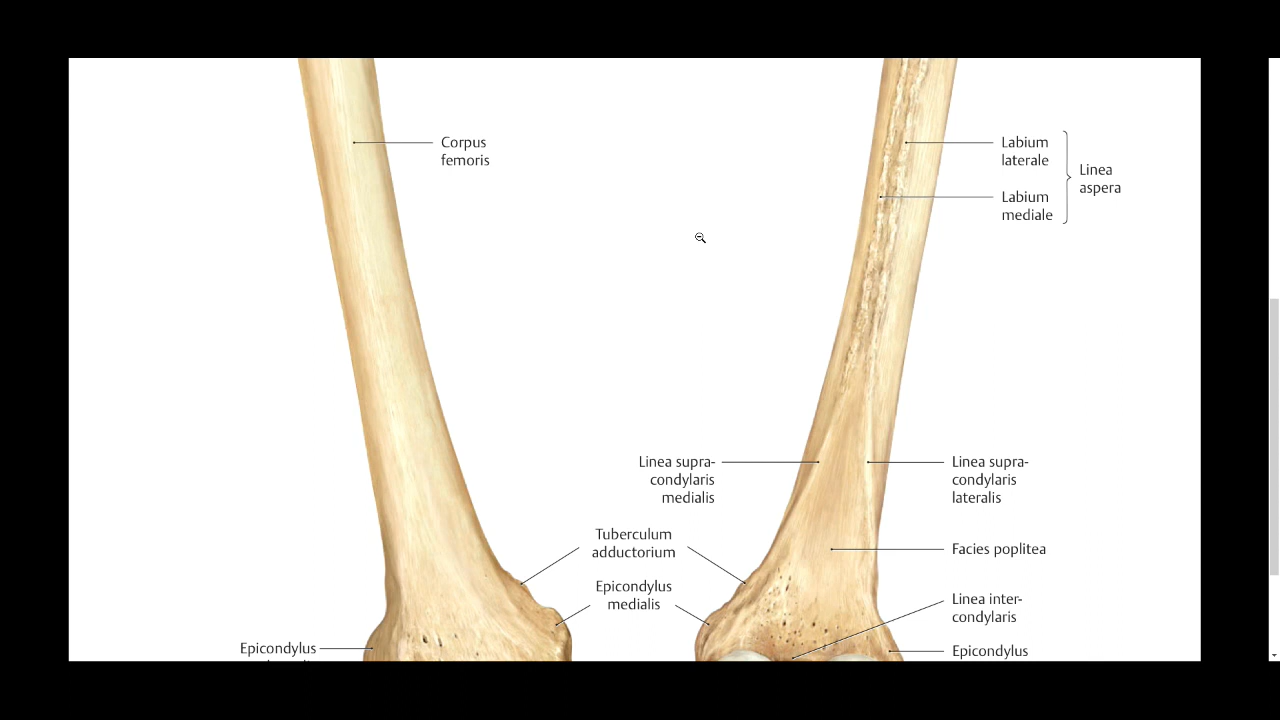 Corpus
femoris
Labium
laterale
Linea
aspera
Labium
mediale
Linea supra-
condylaris
medialis
Linea supra-
condylaris
lateralis
Tuberculum
adductorium
Facies poplitea
Epicondylus
medialis
Linea inter-
condylaris
Epicondylus
Epicondylus